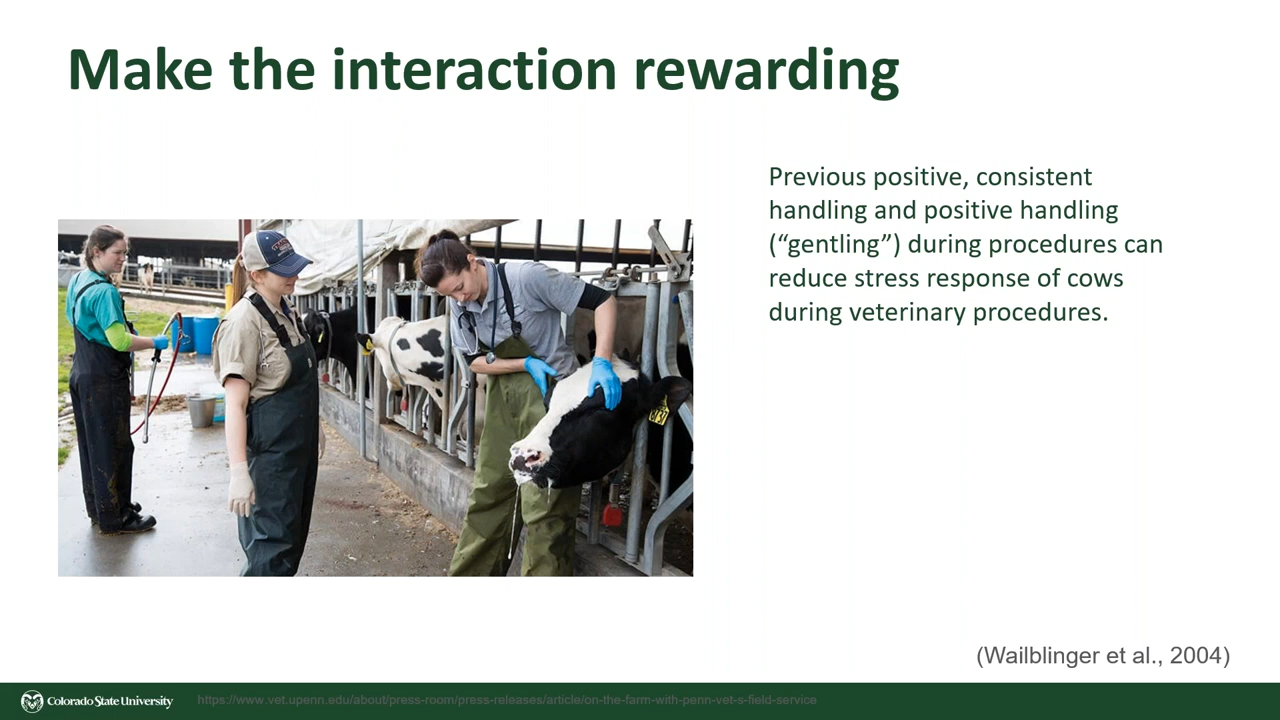 Make the interaction rewarding
Previous positive, consistent
handling and positive handling
(“gentling”) during procedures can
reduce stress response of cows
during veterinary procedures.
(Wailblinger et al., 2004)
Colorado State University
https://www.vet.upenn.edu/about/press-room/press-releases/article/on-the-farm-with-penn-vet-s-field-service